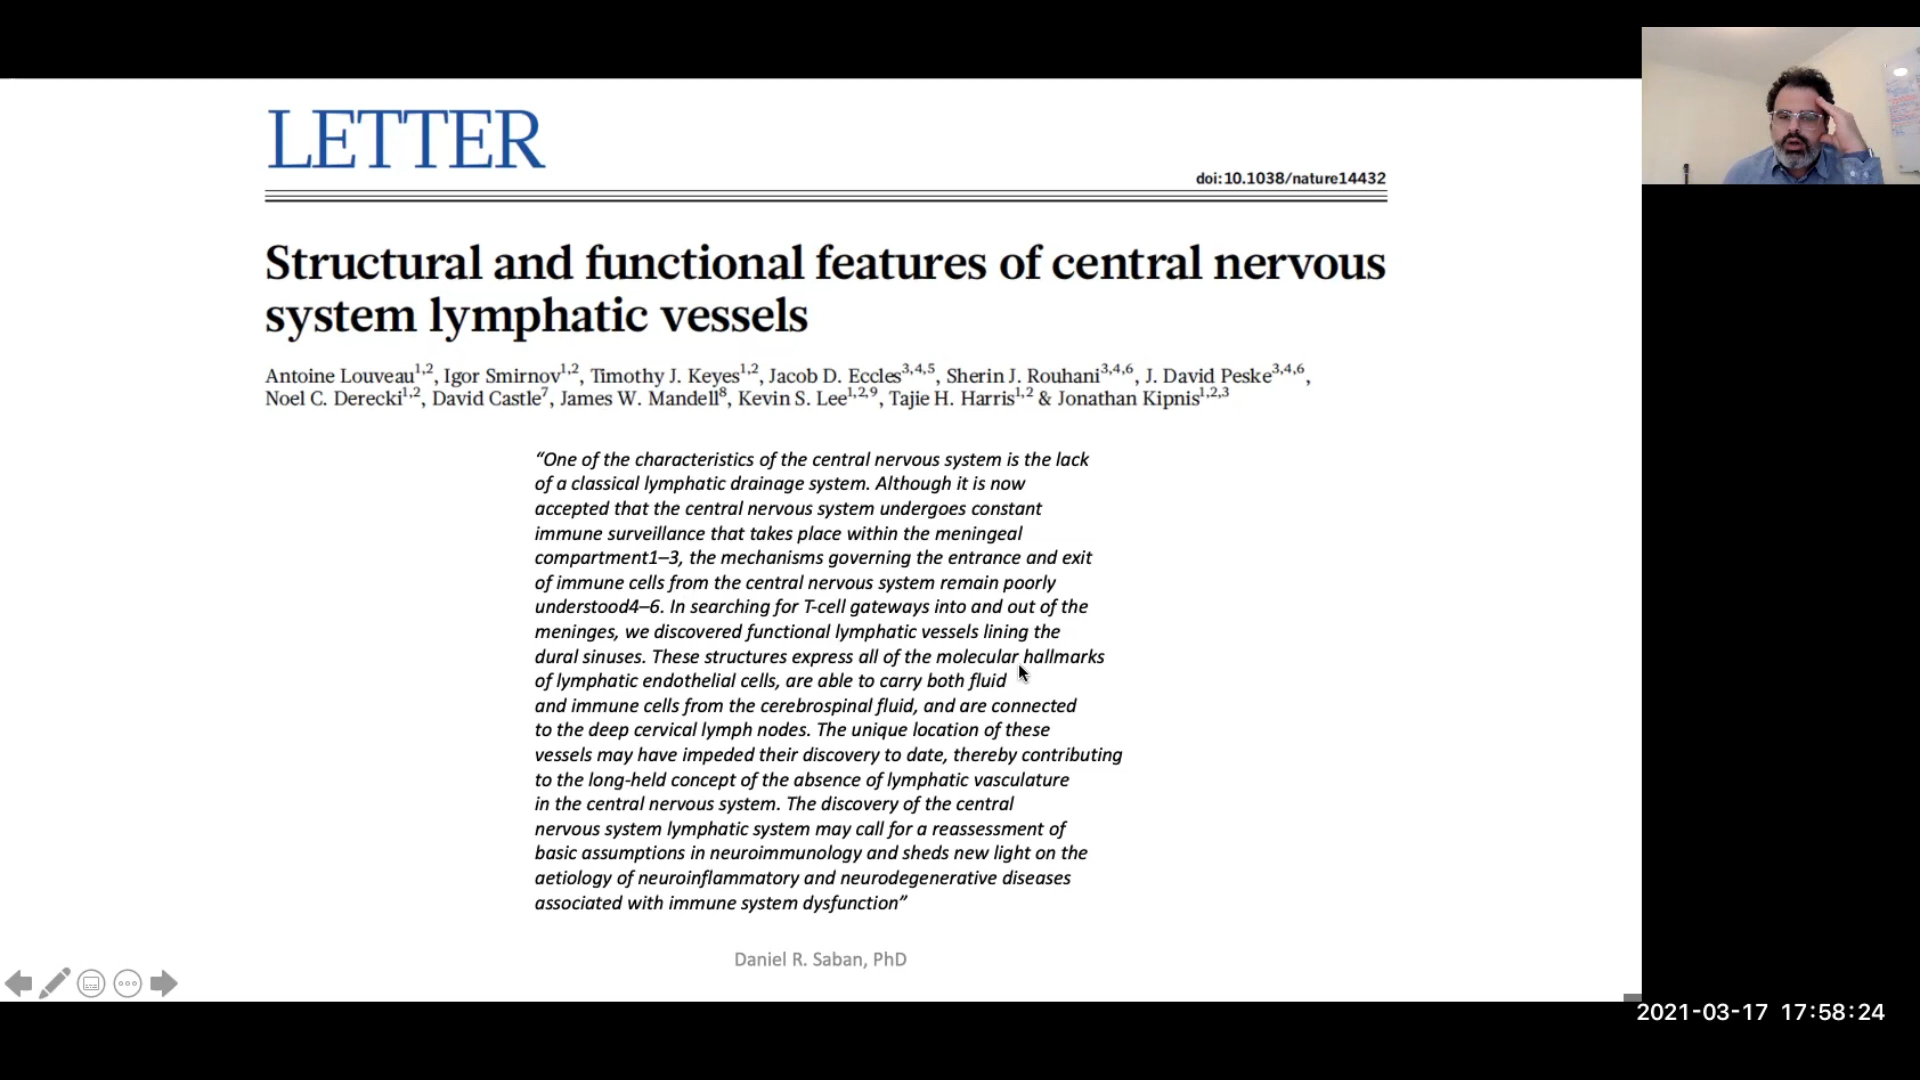 LETTER
doi:10.1038/nature14432
Structural and functional features of central nervous
system lymphatic vessels
Antoine Louveau1,2, Igor Smirnov1,2, Timothy J. Keyes1,2, Jacob D. Eccles3,4,5, Sherin J. Rouhani3,4,6, J. David Peske3,4,6,
Noel C. Derecki1,2, David Castle7, James W. Mandell8, Kevin S. Lee1,2,9, Tajie H. Harris1,2 & Jonathan Kipnis1,2,3
“One of the characteristics of the central nervous system is the lack
of a classical lymphatic drainage system. Although it is now
accepted that the central nervous system undergoes constant
immune surveillance that takes place within the meningeal
compartment1–3, the mechanisms governing the entrance and exit
of immune cells from the central nervous system remain poorly
understood4–6. In searching for T-cell gateways into and out of the
meninges, we discovered functional lymphatic vessels lining the
dural sinuses. These structures express all of the molecular hallmarks
of lymphatic endothelial cells, are able to carry both fluid
and immune cells from the cerebrospinal fluid, and are connected
to the deep cervical lymph nodes. The unique location of these
vessels may have impeded their discovery to date, thereby contributing
to the long-held concept of the absence of lymphatic vasculature
in the central nervous system. The discovery of the central
nervous system lymphatic system may call for a reassessment of
basic assumptions in neuroimmunology and sheds new light on the
aetiology of neuroinflammatory and neurodegenerative diseases
associated with immune system dysfunction”
Daniel R. Saban, PhD
2021-03-17 17:58:24